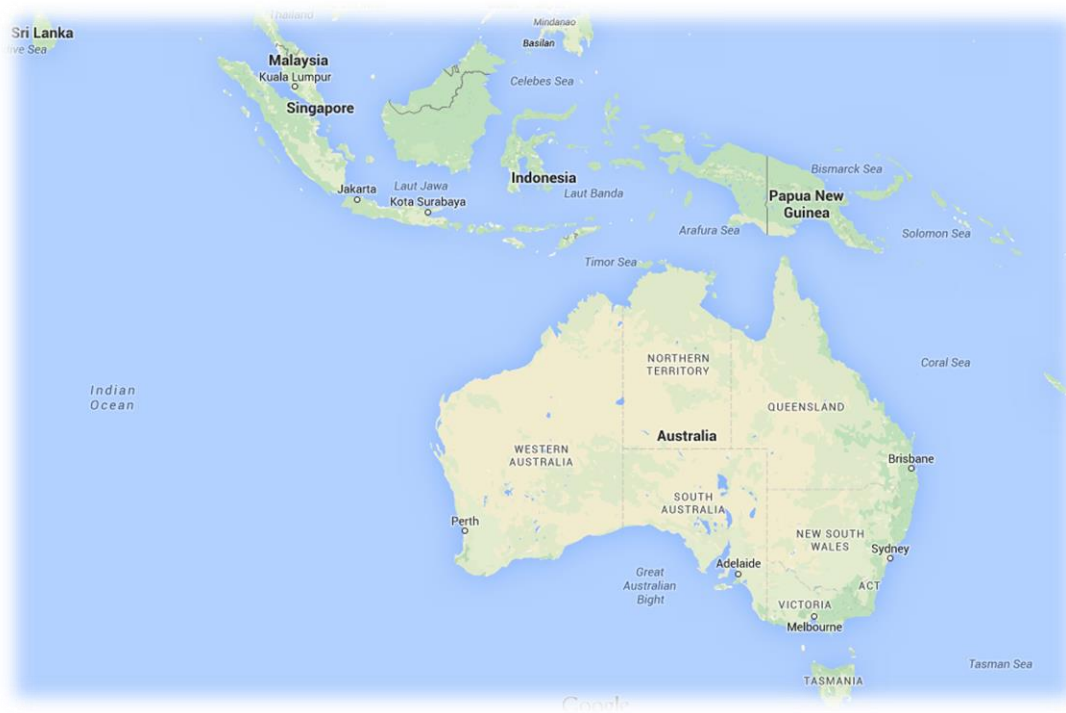 Thailand
Mindanao
Sri Lanka
Basilan
Malaysia
Kuala Lumpur
Celebes Sea
Singapore
Bismarck Sea
Indonesia
Jakarta
Laut Jawa
Laut Banda
Kota Surabaya
Papua New
Guinea
Arafura Sea
Solomon Sea
Timor Sea
NORTHERN
TERRITORY
Coral Sea
Indian
Ocean
QUEENSLAND
Australia
WESTERN
AUSTRALIA
Brisbane
SOUTH
AUSTRALIA
Perth
NEW SOUTH
WALES
Sydney
Adelaide
Great
Australian
Bight
ACT
VICTORIA
Melbourne
Tasman Sea
TASMANIA
Google